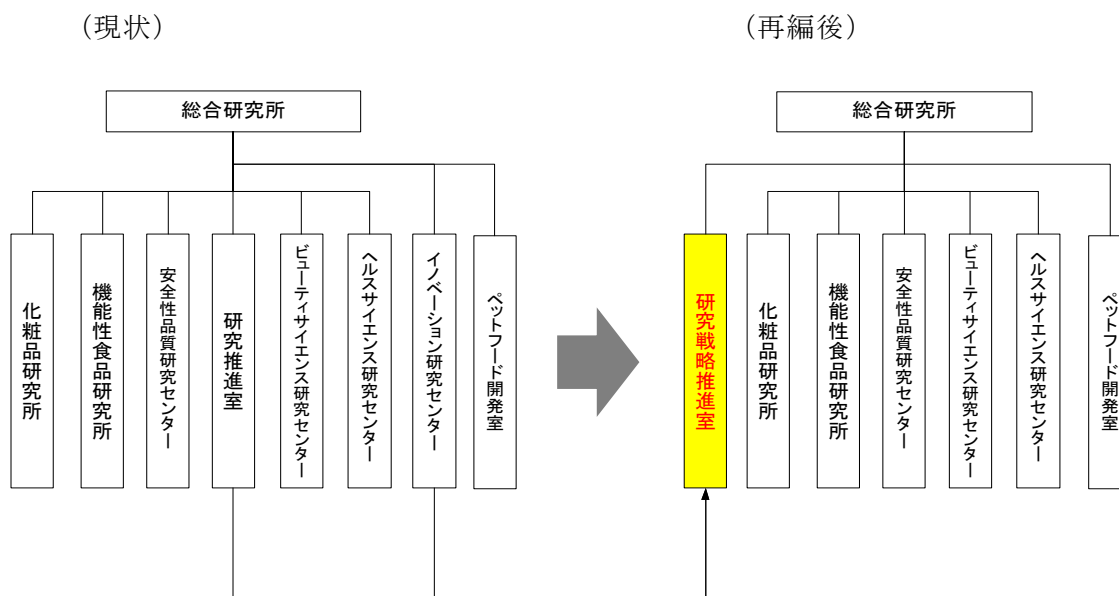 （現状）
（再編後）
総合研究所
化粧品研究所
機能性食品研究所
安全性品質研究センター
研究推進室
ビューティサイエンス研究センター
ヘルスサイエンス研究センター
イノベーション研究センター
ペットフード開発室
総合研究所
研究戦略推進室
化粧品研究所
機能性食品研究所
安全性品質研究センター
ビューティサイエンス研究センター
ヘルスサイエンス研究センター
ペットフード開発室